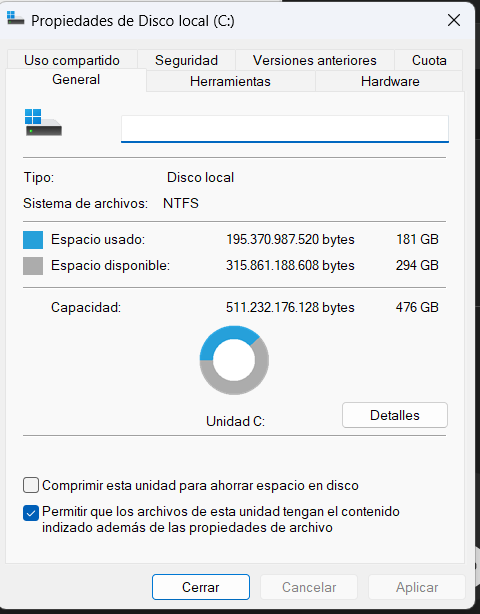 Propiedades de Disco local (C:)
Uso compartido Seguridad Versiones anteriores Cuota
General Herramientas Hardware
Tipo: Disco local
Sistema de archivos: NTFS
Espacio usado: 195.370.987.520 bytes 181 GB
Espacio disponible: 315.861.188.608 bytes 294 GB
Capacidad: 511.232.176.128 bytes 476 GB
Unidad C:
Detalles
Comprimir esta unidad para ahorrar espacio en disco
Permitir que los archivos de esta unidad tengan el contenido
indizado además de las propiedades de archivo
Cerrar Cancelar Aplicar